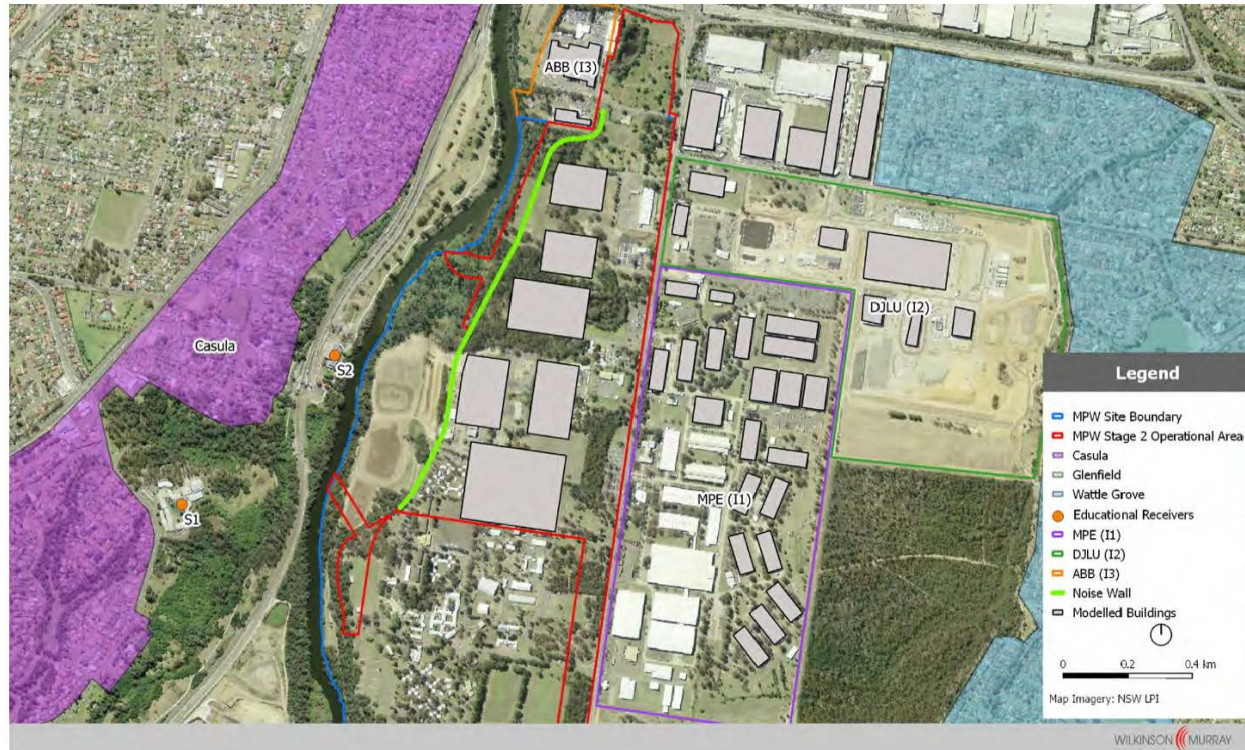 ABB (I3)
DJLU (I2)
Casula
S2
S1
MPE (I1)
Legend
MPW Site Boundary
MPW Stage 2 Operational Area
Casula
Glenfield
Wattle Grove
Educational Receivers
MPE (I1)
DJLU (I2)
ABB (I3)
Noise Wall
Modelled Buildings
0 0.2 0.4 km
Map Imagery: NSW LPI
WILKINSON MURRAY